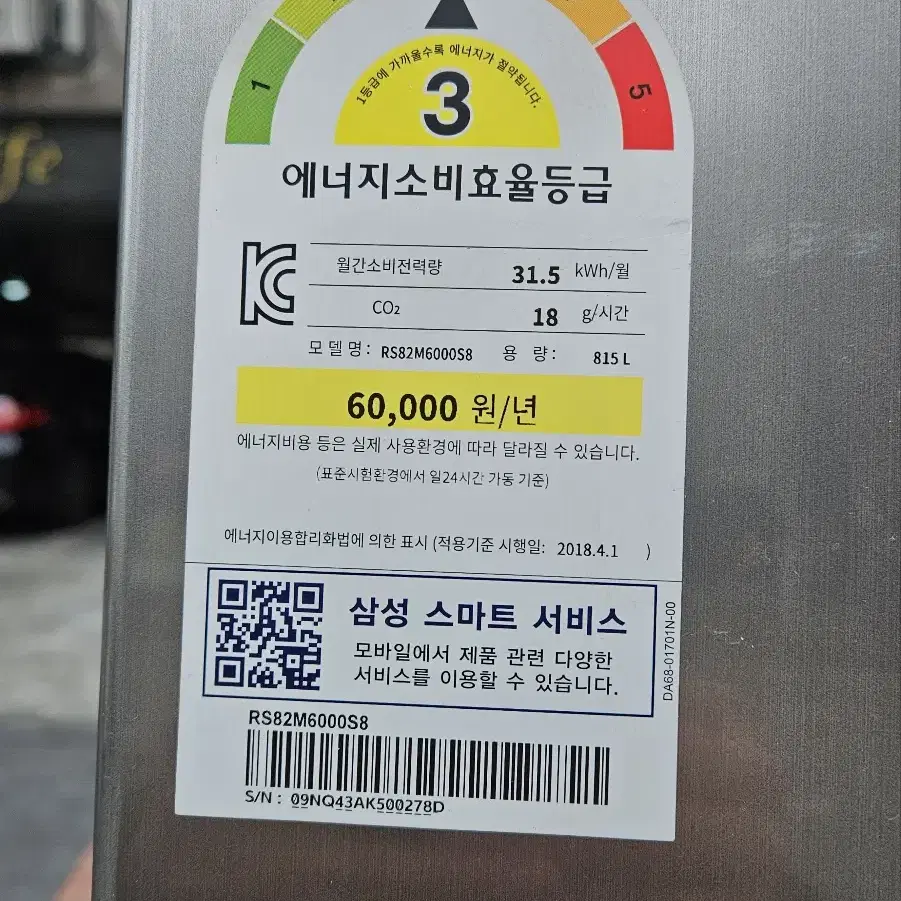 1등급에 가까울수록 에너지가 절약됩니다.
1
3
5
에너지소비효율등급
월간소비전력량 31.5 kWh/월
CO₂ 18 g/시간
모델명: RS82M6000S8 용 량: 815 L
60,000 원/년
에너지비용 등은 실제 사용환경에 따라 달라질 수 있습니다.
(표준시험환경에서 일24시간 가동 기준)
에너지이용합리화법에 의한 표시 (적용기준 시행일: 2018.4.1 )
삼성 스마트 서비스
모바일에서 제품 관련 다양한
서비스를 이용할 수 있습니다.
DA68-01701N-00
RS82M6000S8
S/N : 09NQ43AK500278D